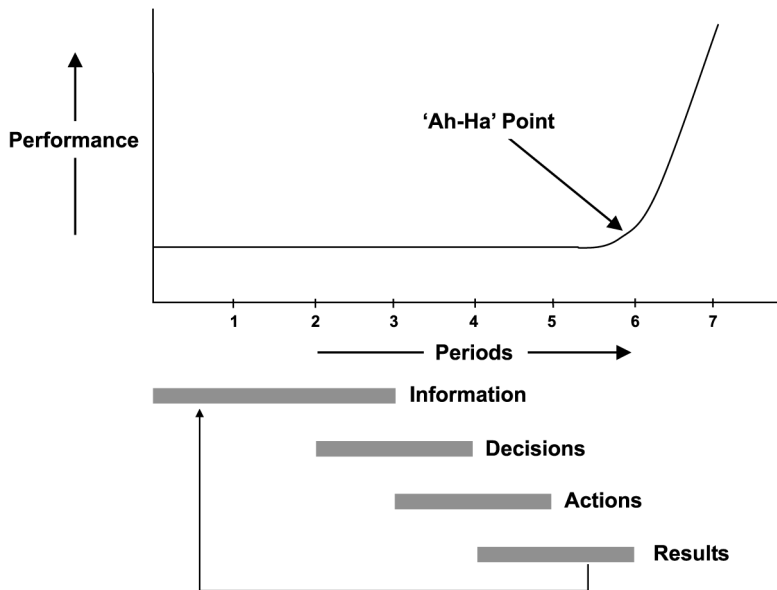 ‘Ah-Ha’ Point
Performance
1 2 3 4 5 6 7
Periods
Information
Decisions
Actions
Results